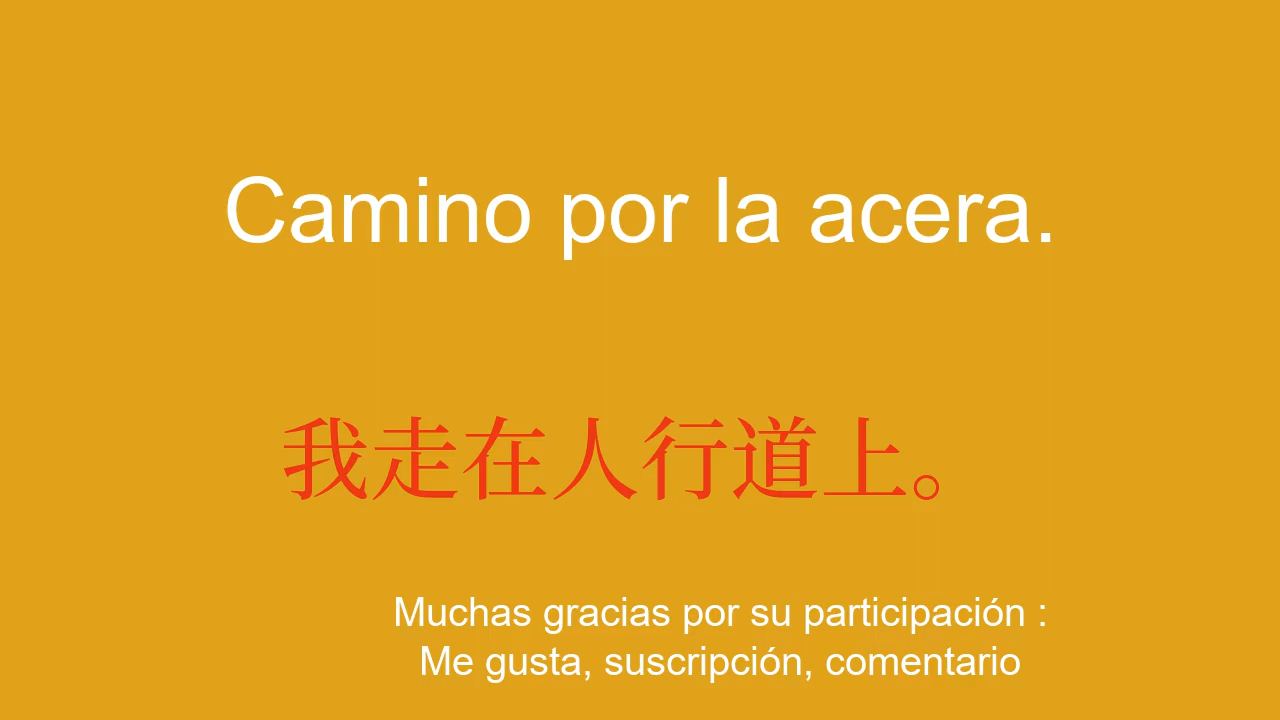 Camino por la acera.
我走在人行道上。
Muchas gracias por su participación :
Me gusta, suscripción, comentario